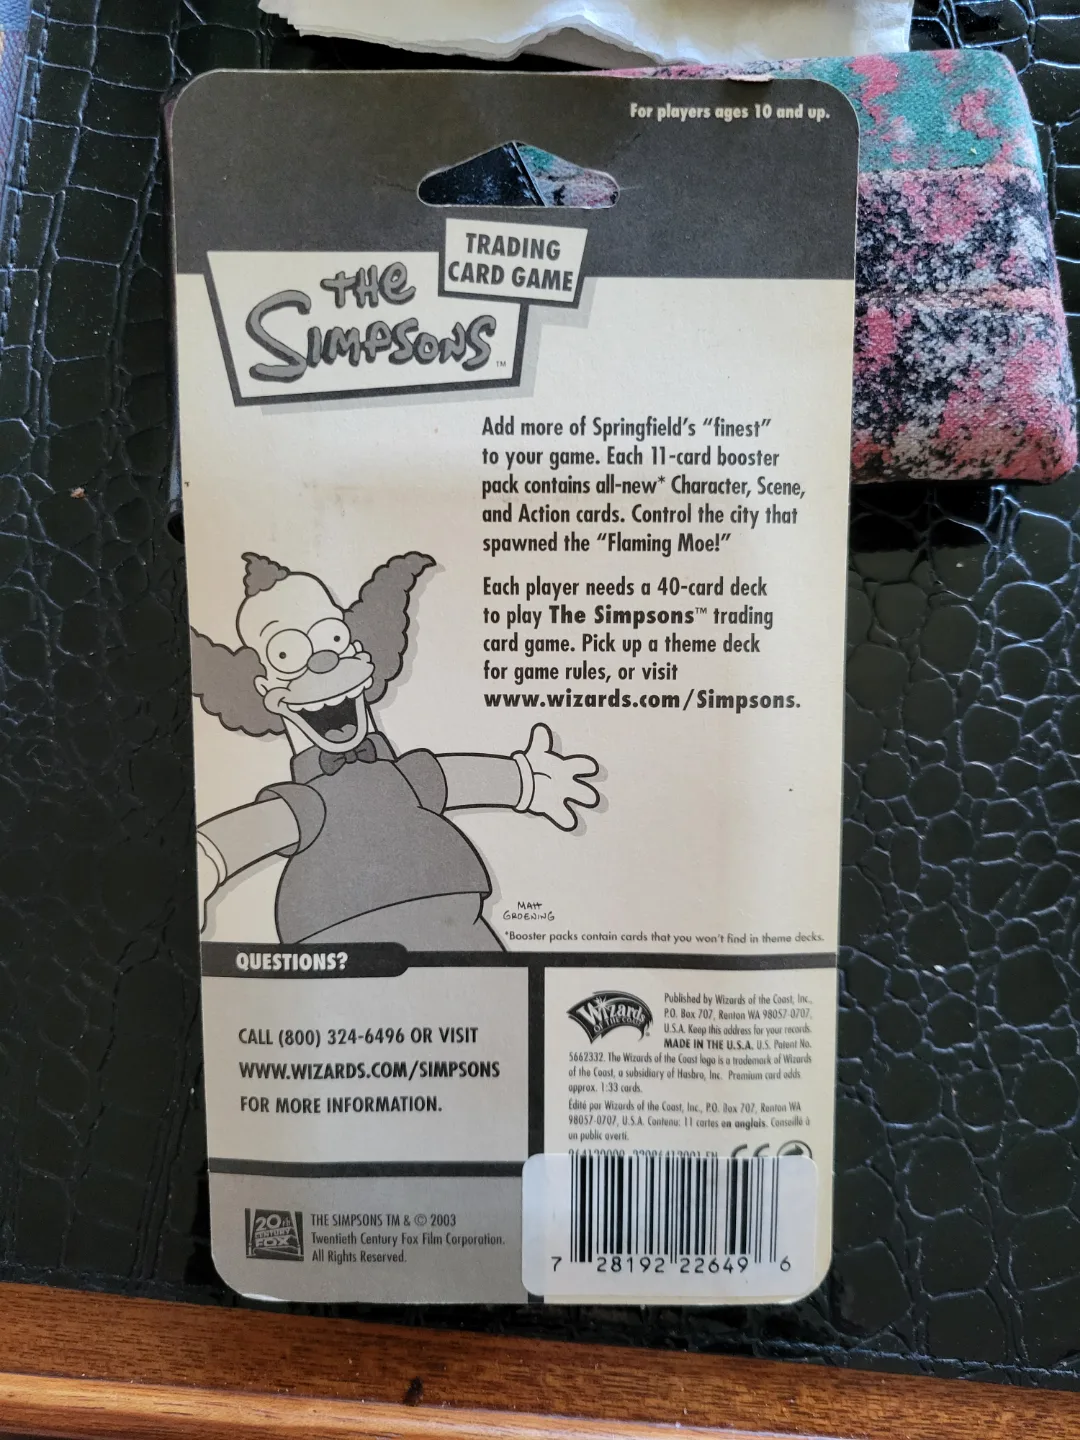 For players ages 10 and up.
TRADING
CARD GAME
THE
SIMPSONS™
Add more of Springfield's “finest”
to your game. Each 11-card booster
pack contains all-new* Character, Scene,
and Action cards. Control the city that
spawned the “Flaming Moe!”
Each player needs a 40-card deck
to play The Simpsons™ trading
card game. Pick up a theme deck
for game rules, or visit
www.wizards.com/Simpsons.
MATT
GROENING
*Booster packs contain cards that you won't find in theme decks.
QUESTIONS?
CALL (800) 324-6496 OR VISIT
WWW.WIZARDS.COM/SIMPSONS
FOR MORE INFORMATION.
Wizards
OF THE COAST
Published by Wizards of the Coast, Inc.,
P.O. Box 707, Renton WA 98057-0707,
U.S.A. Keep this address for your records.
MADE IN THE U.S.A. U.S. Patent No.
5662332. The Wizards of the Coast logo is a trademark of Wizards
of the Coast, a subsidiary of Hasbro, Inc. Premium card odds
approx. 1:33 cards.
Édité par Wizards of the Coast, Inc., P.O. Box 707, Renton WA
98057-0707, U.S.A. Contenu: 11 cartes en anglais. Conseillé à
un public averti.
20th
CENTURY
FOX
THE SIMPSONS TM & © 2003
Twentieth Century Fox Film Corporation.
All Rights Reserved.
7 28192 22649 6